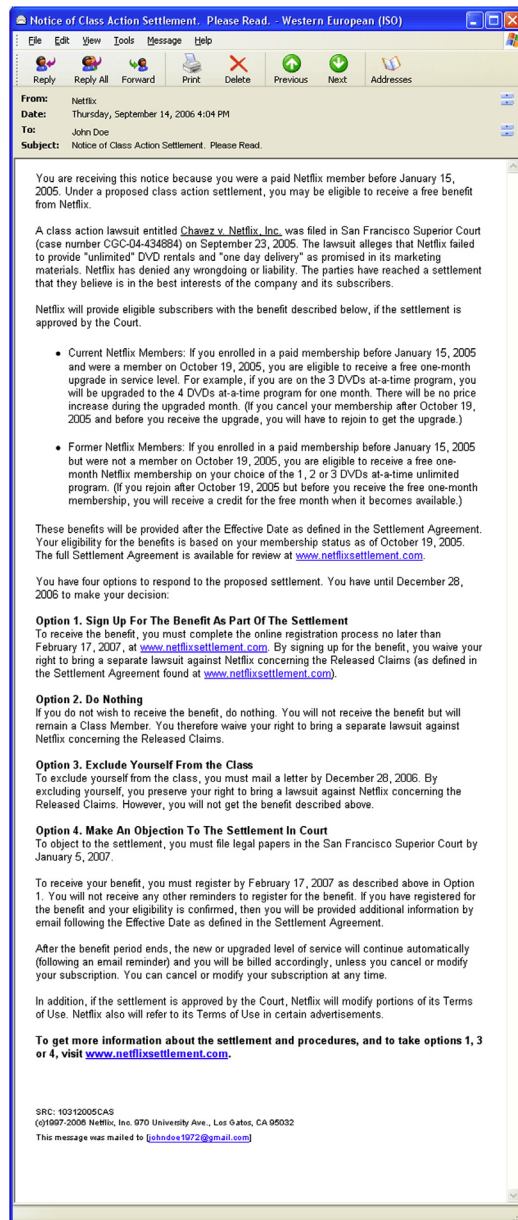 Notice of Class Action Settlement. Please Read. - Western European (ISO)
File Edit View Tools Message Help
Reply Reply All Forward Print Delete Previous Next Addresses
From: Netflix
Date: Thursday, September 14, 2006 4:04 PM
To: John Doe
Subject: Notice of Class Action Settlement. Please Read.
You are receiving this notice because you were a paid Netflix member before January 15,
2005. Under a proposed class action settlement, you may be eligible to receive a free benefit
from Netflix.
A class action lawsuit entitled Chavez v. Netflix, Inc. was filed in San Francisco Superior Court
(case number CGC-04-434884) on September 23, 2005. The lawsuit alleges that Netflix failed
to provide "unlimited" DVD rentals and "one day delivery" as promised in its marketing
materials. Netflix has denied any wrongdoing or liability. The parties have reached a settlement
that they believe is in the best interests of the company and its subscribers.
Netflix will provide eligible subscribers with the benefit described below, if the settlement is
approved by the Court.
• Current Netflix Members: If you enrolled in a paid membership before January 15, 2005
and were a member on October 19, 2005, you are eligible to receive a free one-month
upgrade in service level. For example, if you are on the 3 DVDs at-a-time program, you
will be upgraded to the 4 DVDs at-a-time program for one month. There will be no price
increase during the upgraded month. (If you cancel your membership after October 19,
2005 and before you receive the upgrade, you will have to rejoin to get the upgrade.)
• Former Netflix Members: If you enrolled in a paid membership before January 15, 2005
but were not a member on October 19, 2005, you are eligible to receive a free one-
month Netflix membership on your choice of the 1, 2 or 3 DVDs at-a-time unlimited
program. (If you rejoin after October 19, 2005 but before you receive the free one-month
membership, you will receive a credit for the free month when it becomes available.)
These benefits will be provided after the Effective Date as defined in the Settlement Agreement.
Your eligibility for the benefits is based on your membership status as of October 19, 2005.
The full Settlement Agreement is available for review at www.netflixsettlement.com.
You have four options to respond to the proposed settlement. You have until December 28,
2006 to make your decision:
Option 1. Sign Up For The Benefit As Part Of The Settlement
To receive the benefit, you must complete the online registration process no later than
February 17, 2007, at www.netflixsettlement.com. By signing up for the benefit, you waive your
right to bring a separate lawsuit against Netflix concerning the Released Claims (as defined in
the Settlement Agreement found at www.netflixsettlement.com).
Option 2. Do Nothing
If you do not wish to receive the benefit, do nothing. You will not receive the benefit but will
remain a Class Member. You therefore waive your right to bring a separate lawsuit against
Netflix concerning the Released Claims.
Option 3. Exclude Yourself From the Class
To exclude yourself from the class, you must mail a letter by December 28, 2006. By
excluding yourself, you preserve your right to bring a lawsuit against Netflix concerning the
Released Claims. However, you will not get the benefit described above.
Option 4. Make An Objection To The Settlement In Court
To object to the settlement, you must file legal papers in the San Francisco Superior Court by
January 5, 2007.
To receive your benefit, you must register by February 17, 2007 as described above in Option
1. You will not receive any other reminders to register for the benefit. If you have registered for
the benefit and your eligibility is confirmed, then you will be provided additional information by
email following the Effective Date as defined in the Settlement Agreement.
After the benefit period ends, the new or upgraded level of service will continue automatically
(following an email reminder) and you will be billed accordingly, unless you cancel or modify
your subscription. You can cancel or modify your subscription at any time.
In addition, if the settlement is approved by the Court, Netflix will modify portions of its Terms
of Use. Netflix also will refer to its Terms of Use in certain advertisements.
To get more information about the settlement and procedures, and to take options 1, 3
or 4, visit www.netflixsettlement.com.
SRC: 10312005CAS
(c)1997-2006 Netflix, Inc. 970 University Ave., Los Gatos, CA 95032
This message was mailed to [johndoe1972@gmail.com]